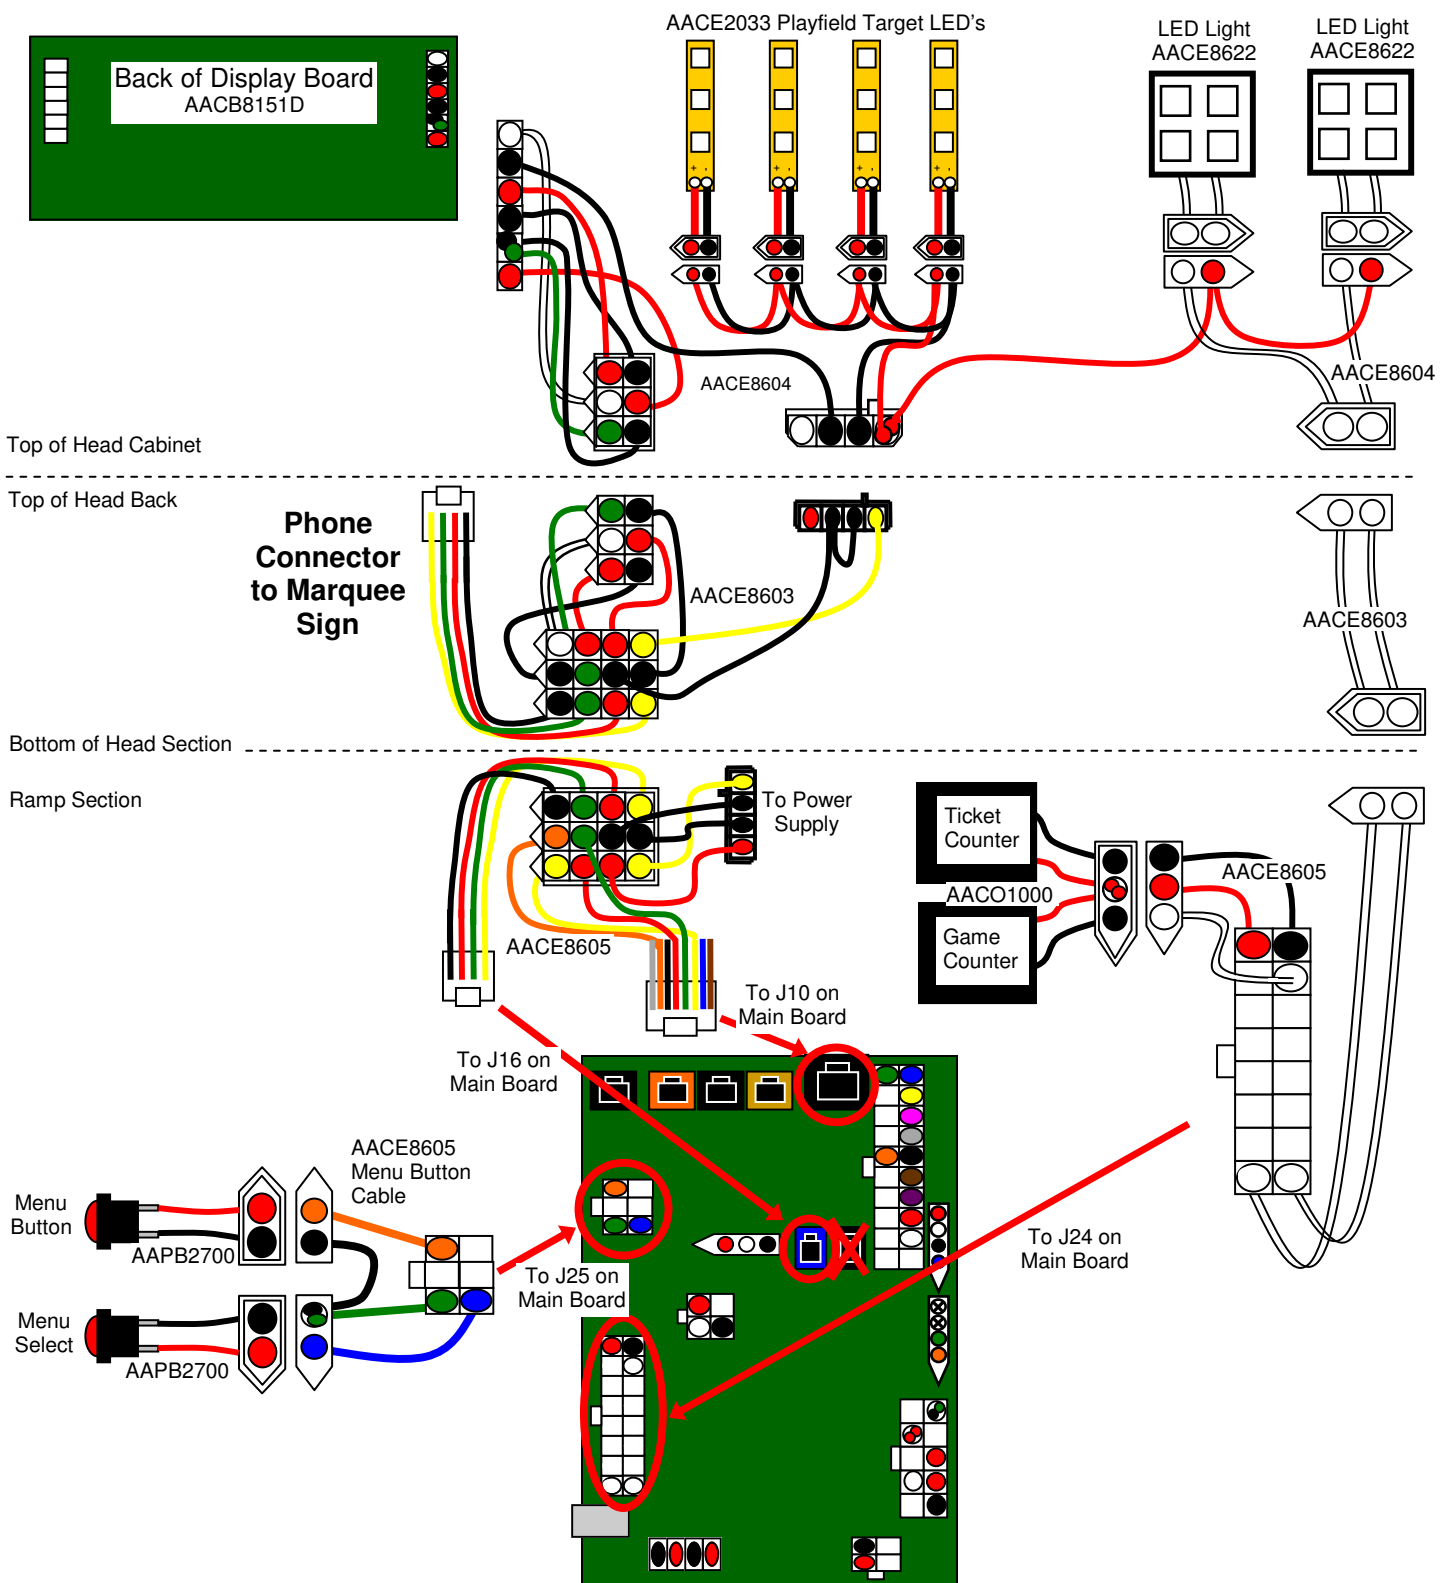 AACE2033 Playfield Target LED's
LED Light
AACE8622
LED Light
AACE8622
Back of Display Board
AACB8151D
+ -
+ -
+ -
+ -
AACE8604
AACE8604
Top of Head Cabinet
Top of Head Back
Phone
Connector
to Marquee
Sign
AACE8603
AACE8603
Bottom of Head Section
Ramp Section
To Power
Supply
Ticket
Counter
AACO1000
Game
Counter
AACE8605
AACE8605
To J10 on
Main Board
To J16 on
Main Board
AACE8605
Menu Button
Cable
Menu
Button
AAPB2700
To J25 on
Main Board
To J24 on
Main Board
Menu
Select
AAPB2700